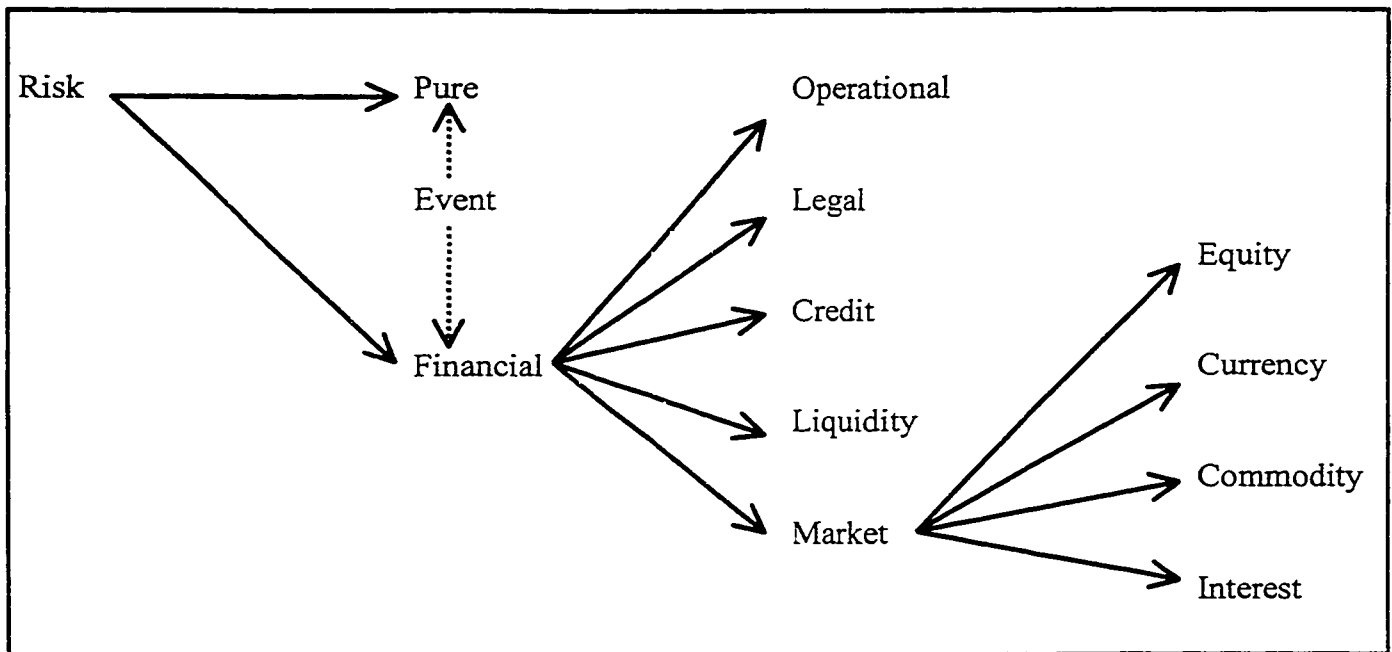 Risk
Pure
Event
Financial
Operational
Legal
Credit
Liquidity
Market
Equity
Currency
Commodity
Interest